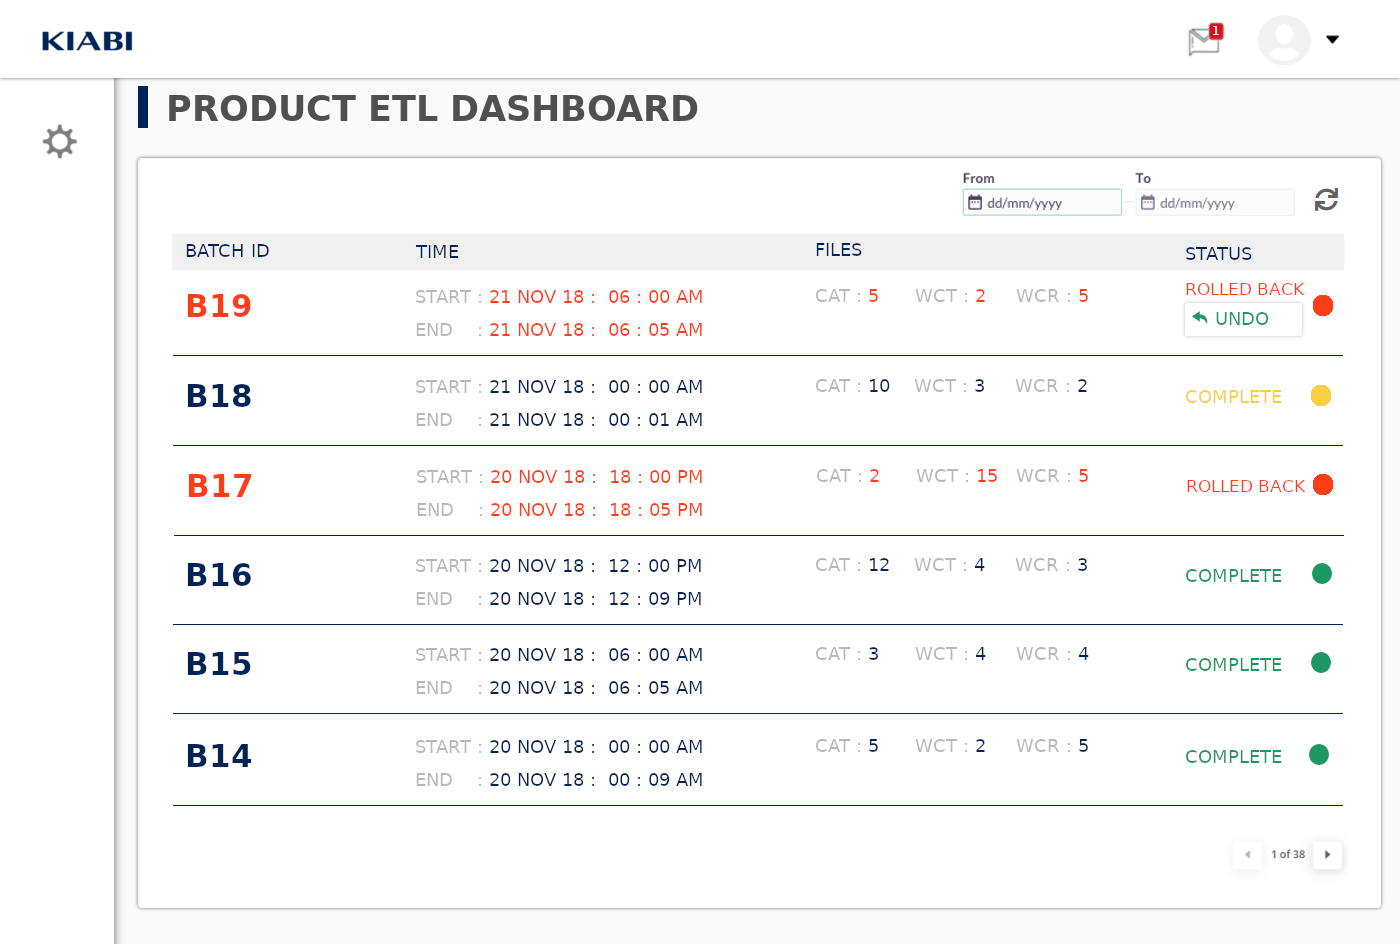 KIABI
1
PRODUCT ETL DASHBOARD
From To
dd/mm/yyyy dd/mm/yyyy
BATCH ID TIME FILES STATUS
B19 START : 21 NOV 18 : 06 : 00 AM CAT : 5 WCT : 2 WCR : 5 ROLLED BACK
END : 21 NOV 18 : 06 : 05 AM UNDO
B18 START : 21 NOV 18 : 00 : 00 AM CAT : 10 WCT : 3 WCR : 2 COMPLETE
END : 21 NOV 18 : 00 : 01 AM
B17 START : 20 NOV 18 : 18 : 00 PM CAT : 2 WCT : 15 WCR : 5 ROLLED BACK
END : 20 NOV 18 : 18 : 05 PM
B16 START : 20 NOV 18 : 12 : 00 PM CAT : 12 WCT : 4 WCR : 3 COMPLETE
END : 20 NOV 18 : 12 : 09 PM
B15 START : 20 NOV 18 : 06 : 00 AM CAT : 3 WCT : 4 WCR : 4 COMPLETE
END : 20 NOV 18 : 06 : 05 AM
B14 START : 20 NOV 18 : 00 : 00 AM CAT : 5 WCT : 2 WCR : 5 COMPLETE
END : 20 NOV 18 : 00 : 09 AM
1 of 38